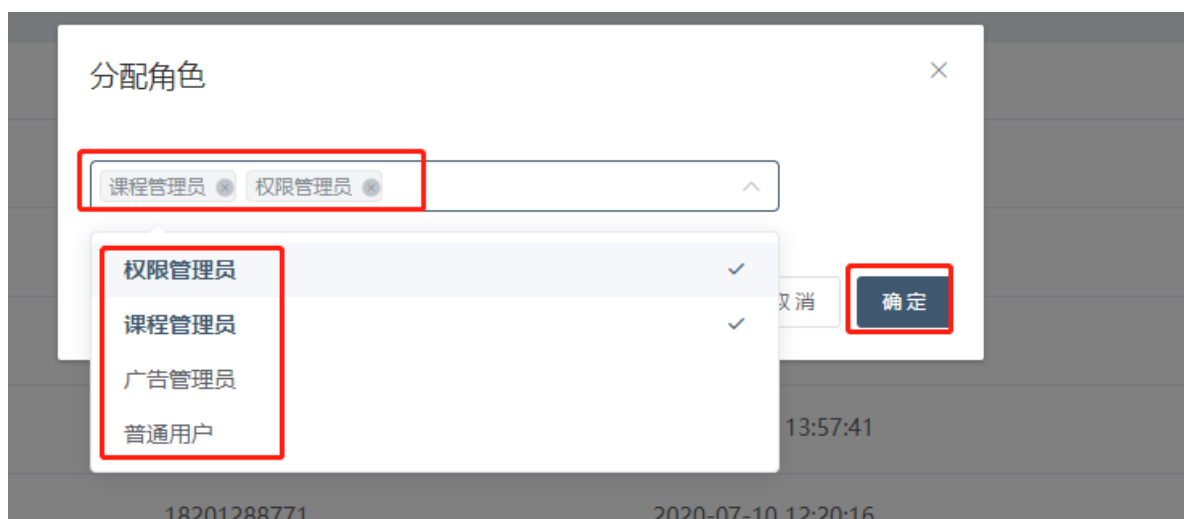 分配角色
课程管理员 权限管理员
权限管理员
课程管理员
取消 确定
广告管理员
普通用户
13:57:41
18201288771 2020-07-10 12:20:16